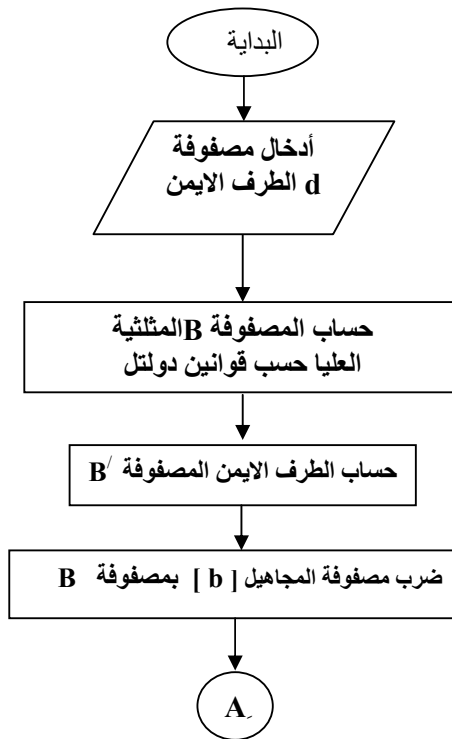 البداية
أدخال مصفوفة
d الطرف الايمن
حساب المصفوفة Bالمثلثية
العليا حسب قوانين دولتل
حساب الطرف الايمن المصفوفة B/
ضرب مصفوفة المجاهيل [ b ] بمصفوفة B
A